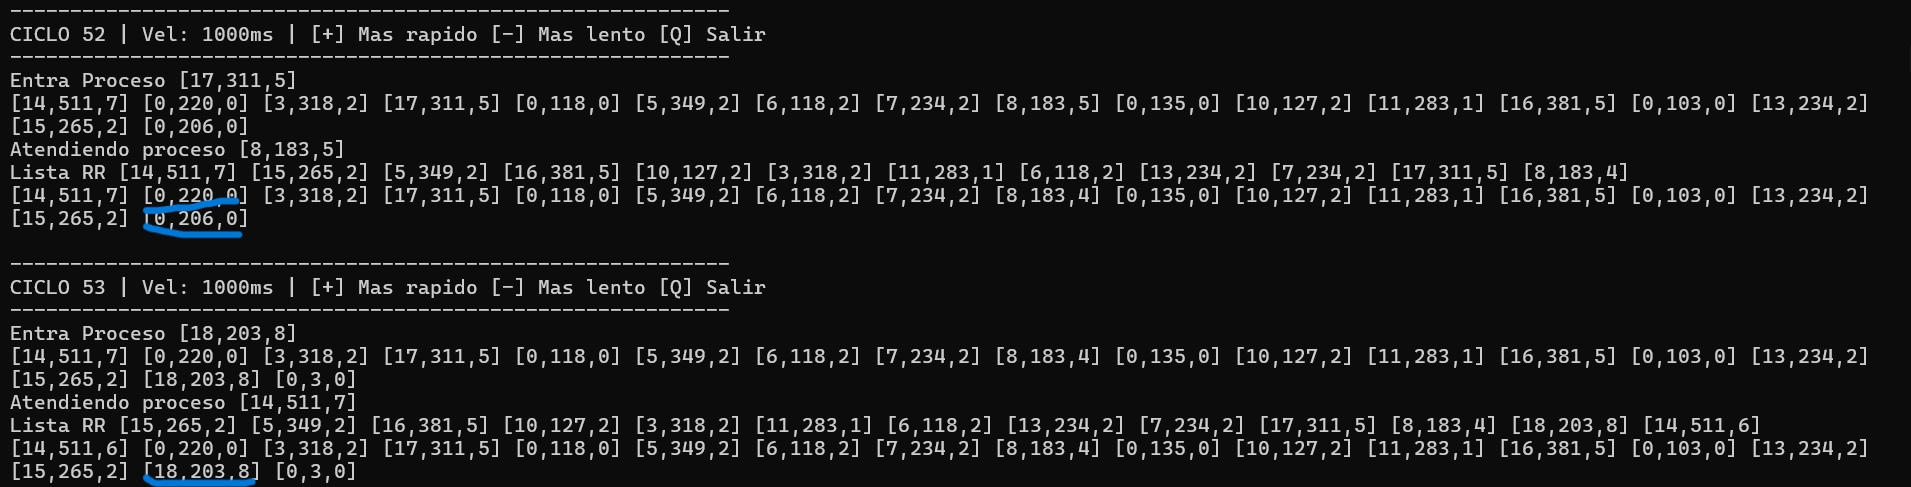 ------------------------------------------------------------
CICLO 52 | Vel: 1000ms | [+] Mas rapido [-] Mas lento [Q] Salir
------------------------------------------------------------
Entra Proceso [17,311,5]
[14,511,7] [0,220,0] [3,318,2] [17,311,5] [0,118,0] [5,349,2] [6,118,2] [7,234,2] [8,183,5] [0,135,0] [10,127,2] [11,283,1] [16,381,5] [0,103,0] [13,234,2]
[15,265,2] [0,206,0]
Atendiendo proceso [8,183,5]
Lista RR [14,511,7] [15,265,2] [5,349,2] [16,381,5] [10,127,2] [3,318,2] [11,283,1] [6,118,2] [13,234,2] [7,234,2] [17,311,5] [8,183,4]
[14,511,7] [0,220,0] [3,318,2] [17,311,5] [0,118,0] [5,349,2] [6,118,2] [7,234,2] [8,183,4] [0,135,0] [10,127,2] [11,283,1] [16,381,5] [0,103,0] [13,234,2]
[15,265,2] [0,206,0]
------------------------------------------------------------
CICLO 53 | Vel: 1000ms | [+] Mas rapido [-] Mas lento [Q] Salir
------------------------------------------------------------
Entra Proceso [18,203,8]
[14,511,7] [0,220,0] [3,318,2] [17,311,5] [0,118,0] [5,349,2] [6,118,2] [7,234,2] [8,183,4] [0,135,0] [10,127,2] [11,283,1] [16,381,5] [0,103,0] [13,234,2]
[15,265,2] [18,203,8] [0,3,0]
Atendiendo proceso [14,511,7]
Lista RR [15,265,2] [5,349,2] [16,381,5] [10,127,2] [3,318,2] [11,283,1] [6,118,2] [13,234,2] [7,234,2] [17,311,5] [8,183,4] [18,203,8] [14,511,6]
[14,511,6] [0,220,0] [3,318,2] [17,311,5] [0,118,0] [5,349,2] [6,118,2] [7,234,2] [8,183,4] [0,135,0] [10,127,2] [11,283,1] [16,381,5] [0,103,0] [13,234,2]
[15,265,2] [18,203,8] [0,3,0]